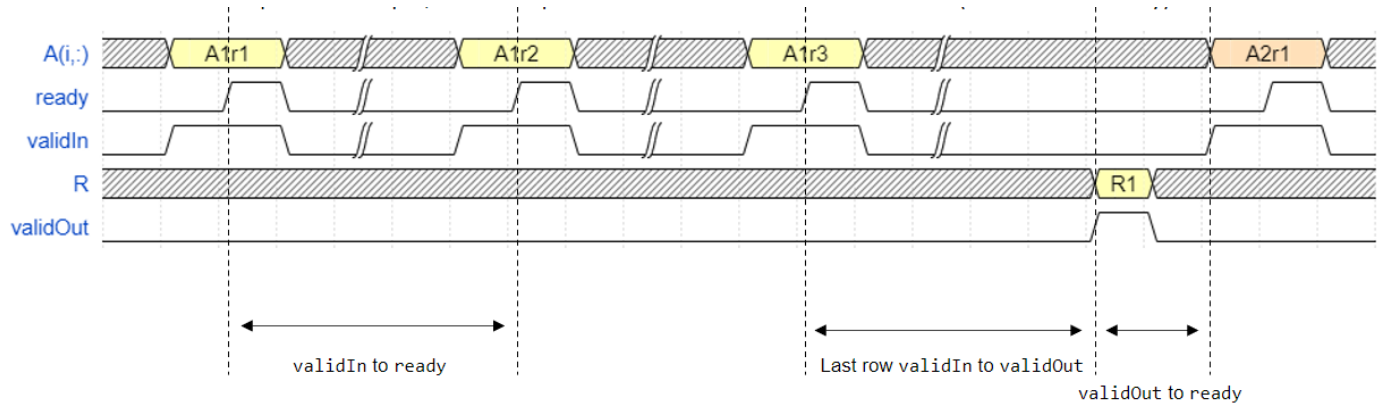 A(i,:) A1r1 A1r2 A1r3 A2r1
ready
validIn
R R1
validOut
validIn to ready
Last row validIn to validOut
validOut to ready